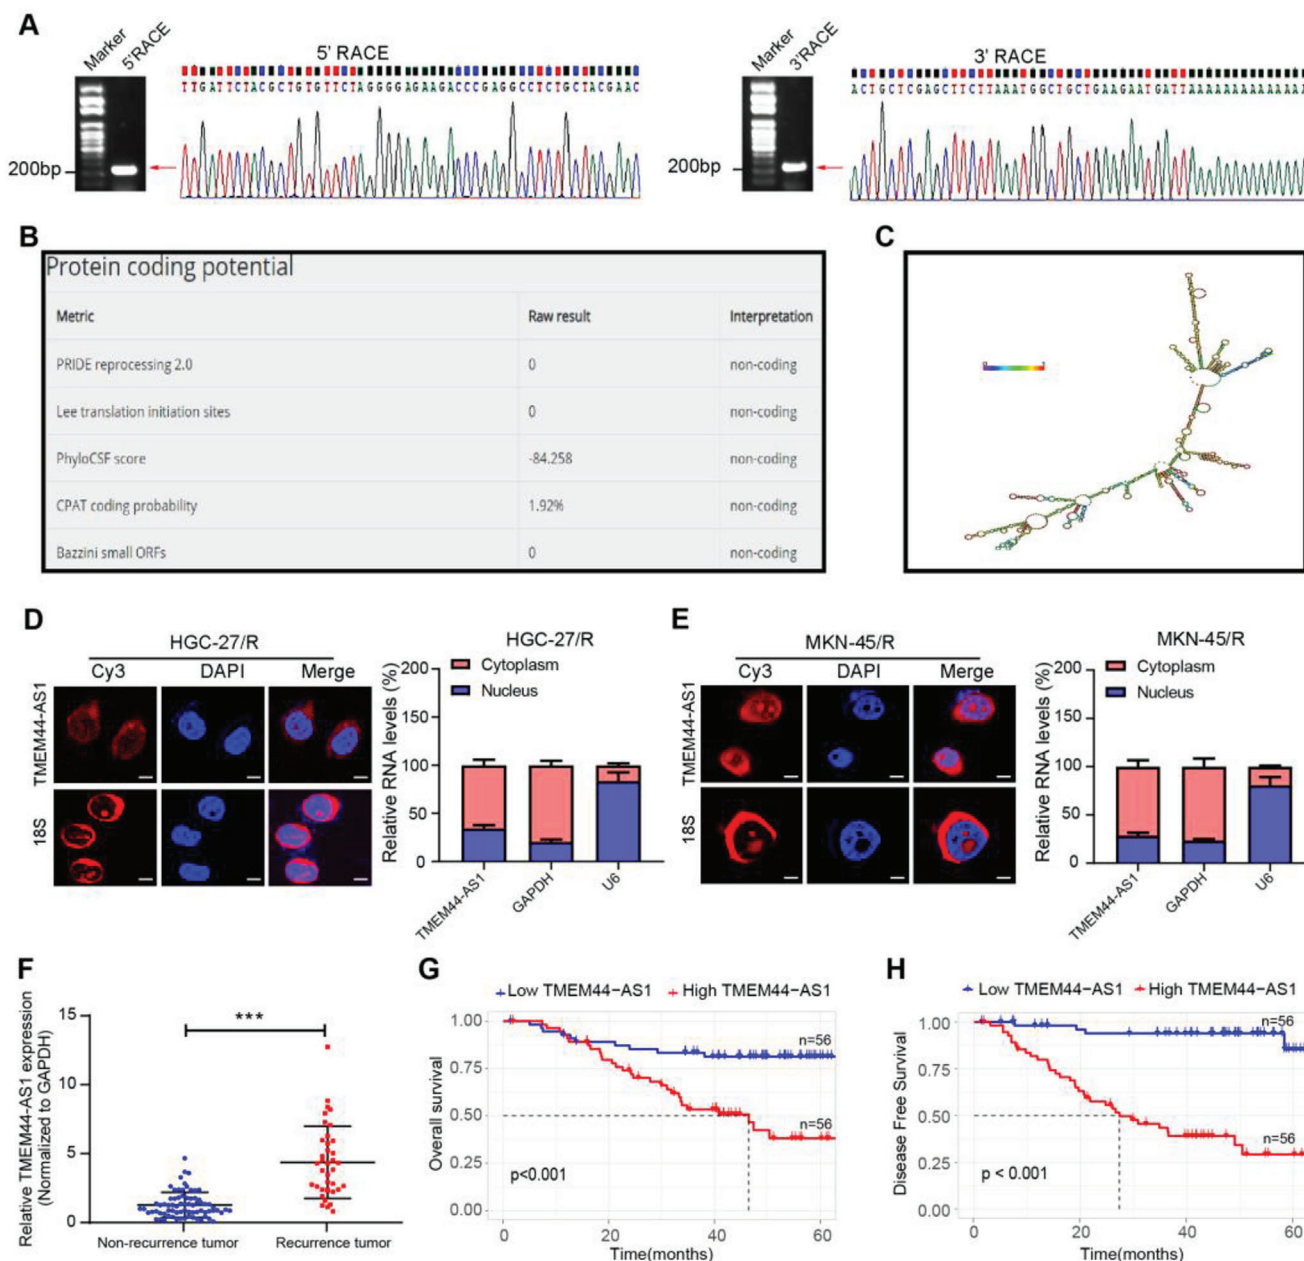 A
Marker
5'RACE
5' RACE
TTGATTCTACGCTGTGTTCTAGGGGAGAAGACCCGAGGCCTCTGCTACGAAC
200bp
Marker
3'RACE
3' RACE
200bp
B
Protein coding potential
Metric Raw result Interpretation
PRIDE reprocessing 2.0 0 non-coding
Lee translation initiation sites 0 non-coding
PhyloCSF score -84.258 non-coding
CPAT coding probability 1.92% non-coding
Bazzini small ORFs 0 non-coding
C
0 1
D
HGC-27/R
Cy3 DAPI Merge
TMEM44-AS1
18S
HGC-27/R
Cytoplasm
Nucleus
Relative RNA levels (%)
200
150
100
50
0
TMEM44-AS1 GAPDH U6
E
MKN-45/R
Cy3 DAPI Merge
TMEM44-AS1
18S
MKN-45/R
Cytoplasm
Nucleus
Relative RNA levels (%)
200
150
100
50
0
TMEM44-AS1 GAPDH U6
F
Relative TMEM44-AS1 expression
(Normalized to GAPDH)
15
10
5
0
***
Non-recurrence tumor Recurrence tumor
G
Low TMEM44-AS1 High TMEM44-AS1
Overall survival
1.00
0.75
0.50
0.25
0.00
n=56
n=56
p<0.001
0 20 40 60
Time(months)
H
Low TMEM44-AS1 High TMEM44-AS1
Disease Free Survival
1.00
0.75
0.50
0.25
0.00
n=56
n=56
p < 0.001
0 20 40 60
Time(months)